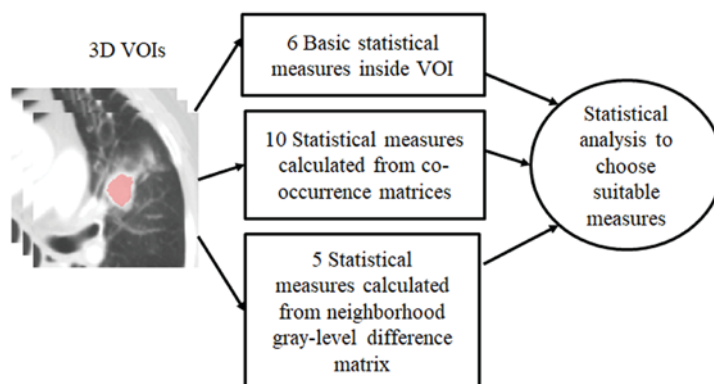 3D VOIs
6 Basic statistical
measures inside VOI
10 Statistical measures
calculated from co-
occurrence matrices
5 Statistical
measures calculated
from neighborhood
gray-level difference
matrix
Statistical
analysis to
choose
suitable
measures